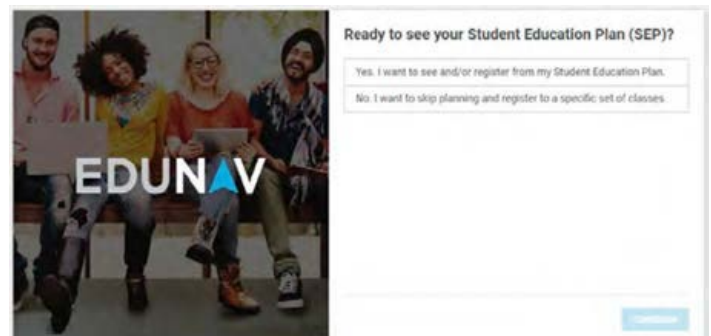 EDUNAV
Ready to see your Student Education Plan (SEP)?
Yes. I want to see and/or register from my Student Education Plan.
No. I want to skip planning and register to a specific set of classes.